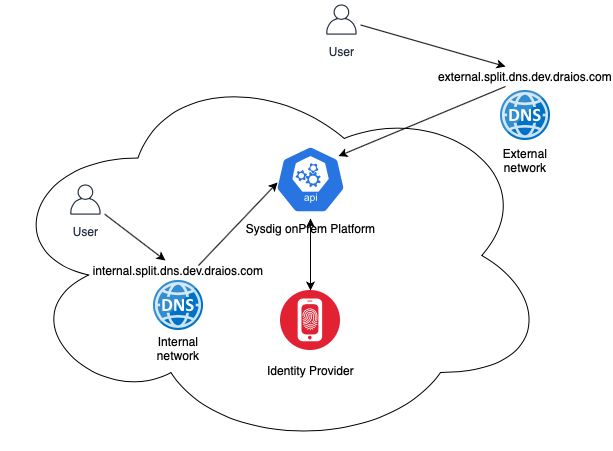 User
external.split.dns.dev.draios.com
DNS
External
network
api
User
Sysdig onPrem Platform
internal.split.dns.dev.draios.com
DNS
Internal
network
Identity Provider